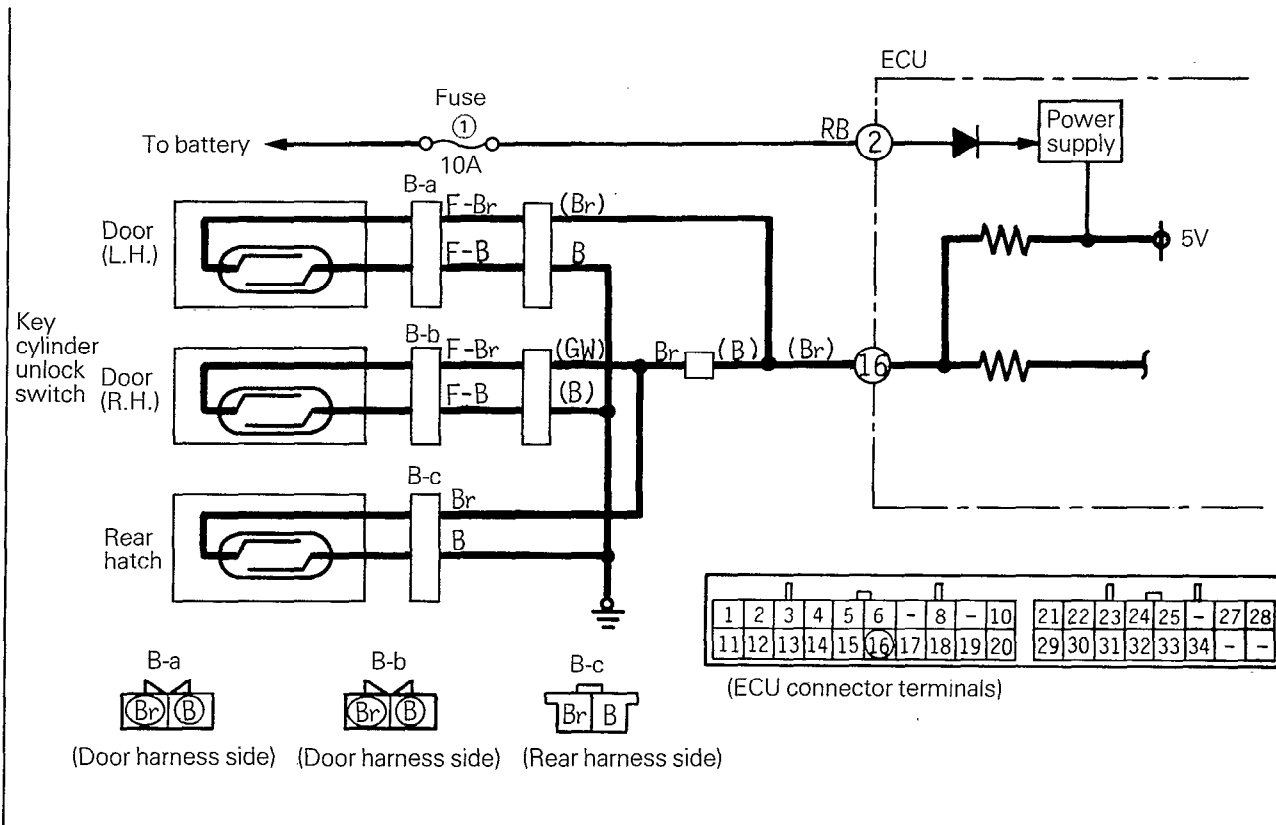 ECU
Fuse
①
10A
To battery
RB
2
Power
supply
5V
B-a
F-Br
(Br)
Door
(L.H.)
F-B
B
Key
cylinder
unlock
switch
B-b
F-Br
(GW)
Br
(B)
(Br)
16
Door
(R.H.)
F-B
(B)
B-c
Br
Rear
hatch
B
1 2 3 4 5 6 - 8 - 10 21 22 23 24 25 - 27 28
11 12 13 14 15 16 17 18 19 20 29 30 31 32 33 34 - -
(ECU connector terminals)
B-a
Br B
(Door harness side)
B-b
Br B
(Door harness side)
B-c
Br B
(Rear harness side)